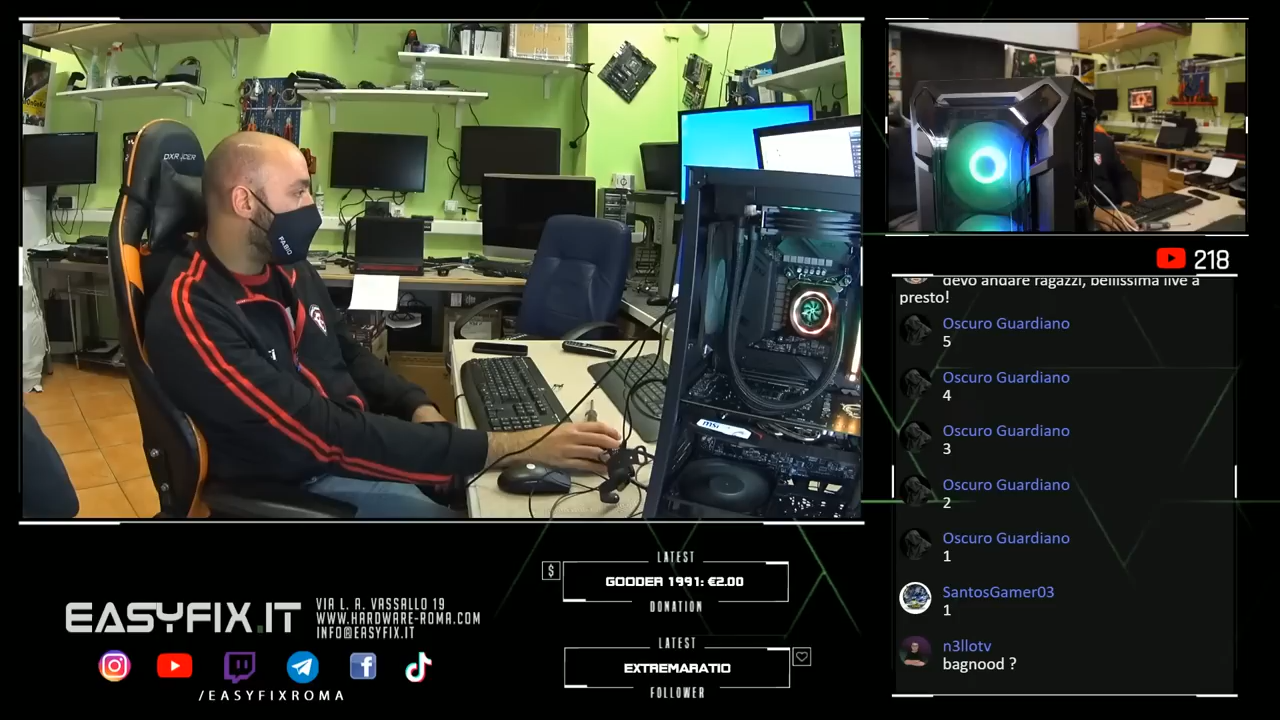 DXRACER
FABIO
msi
218
devo andare ragazzi, bellissima live a
presto!
Oscuro Guardiano
5
Oscuro Guardiano
4
Oscuro Guardiano
3
Oscuro Guardiano
2
Oscuro Guardiano
1
SantosGamer03
1
n3llotv
bagnood ?
$
LATEST
GOODER 1991: €2.00
DONATION
LATEST
EXTREMARATIO
FOLLOWER
EASYFIX.IT
VIA L. A. VASSALLO 19
WWW.HARDWARE-ROMA.COM
INFO@EASYFIX.IT
/EASYFIXROMA